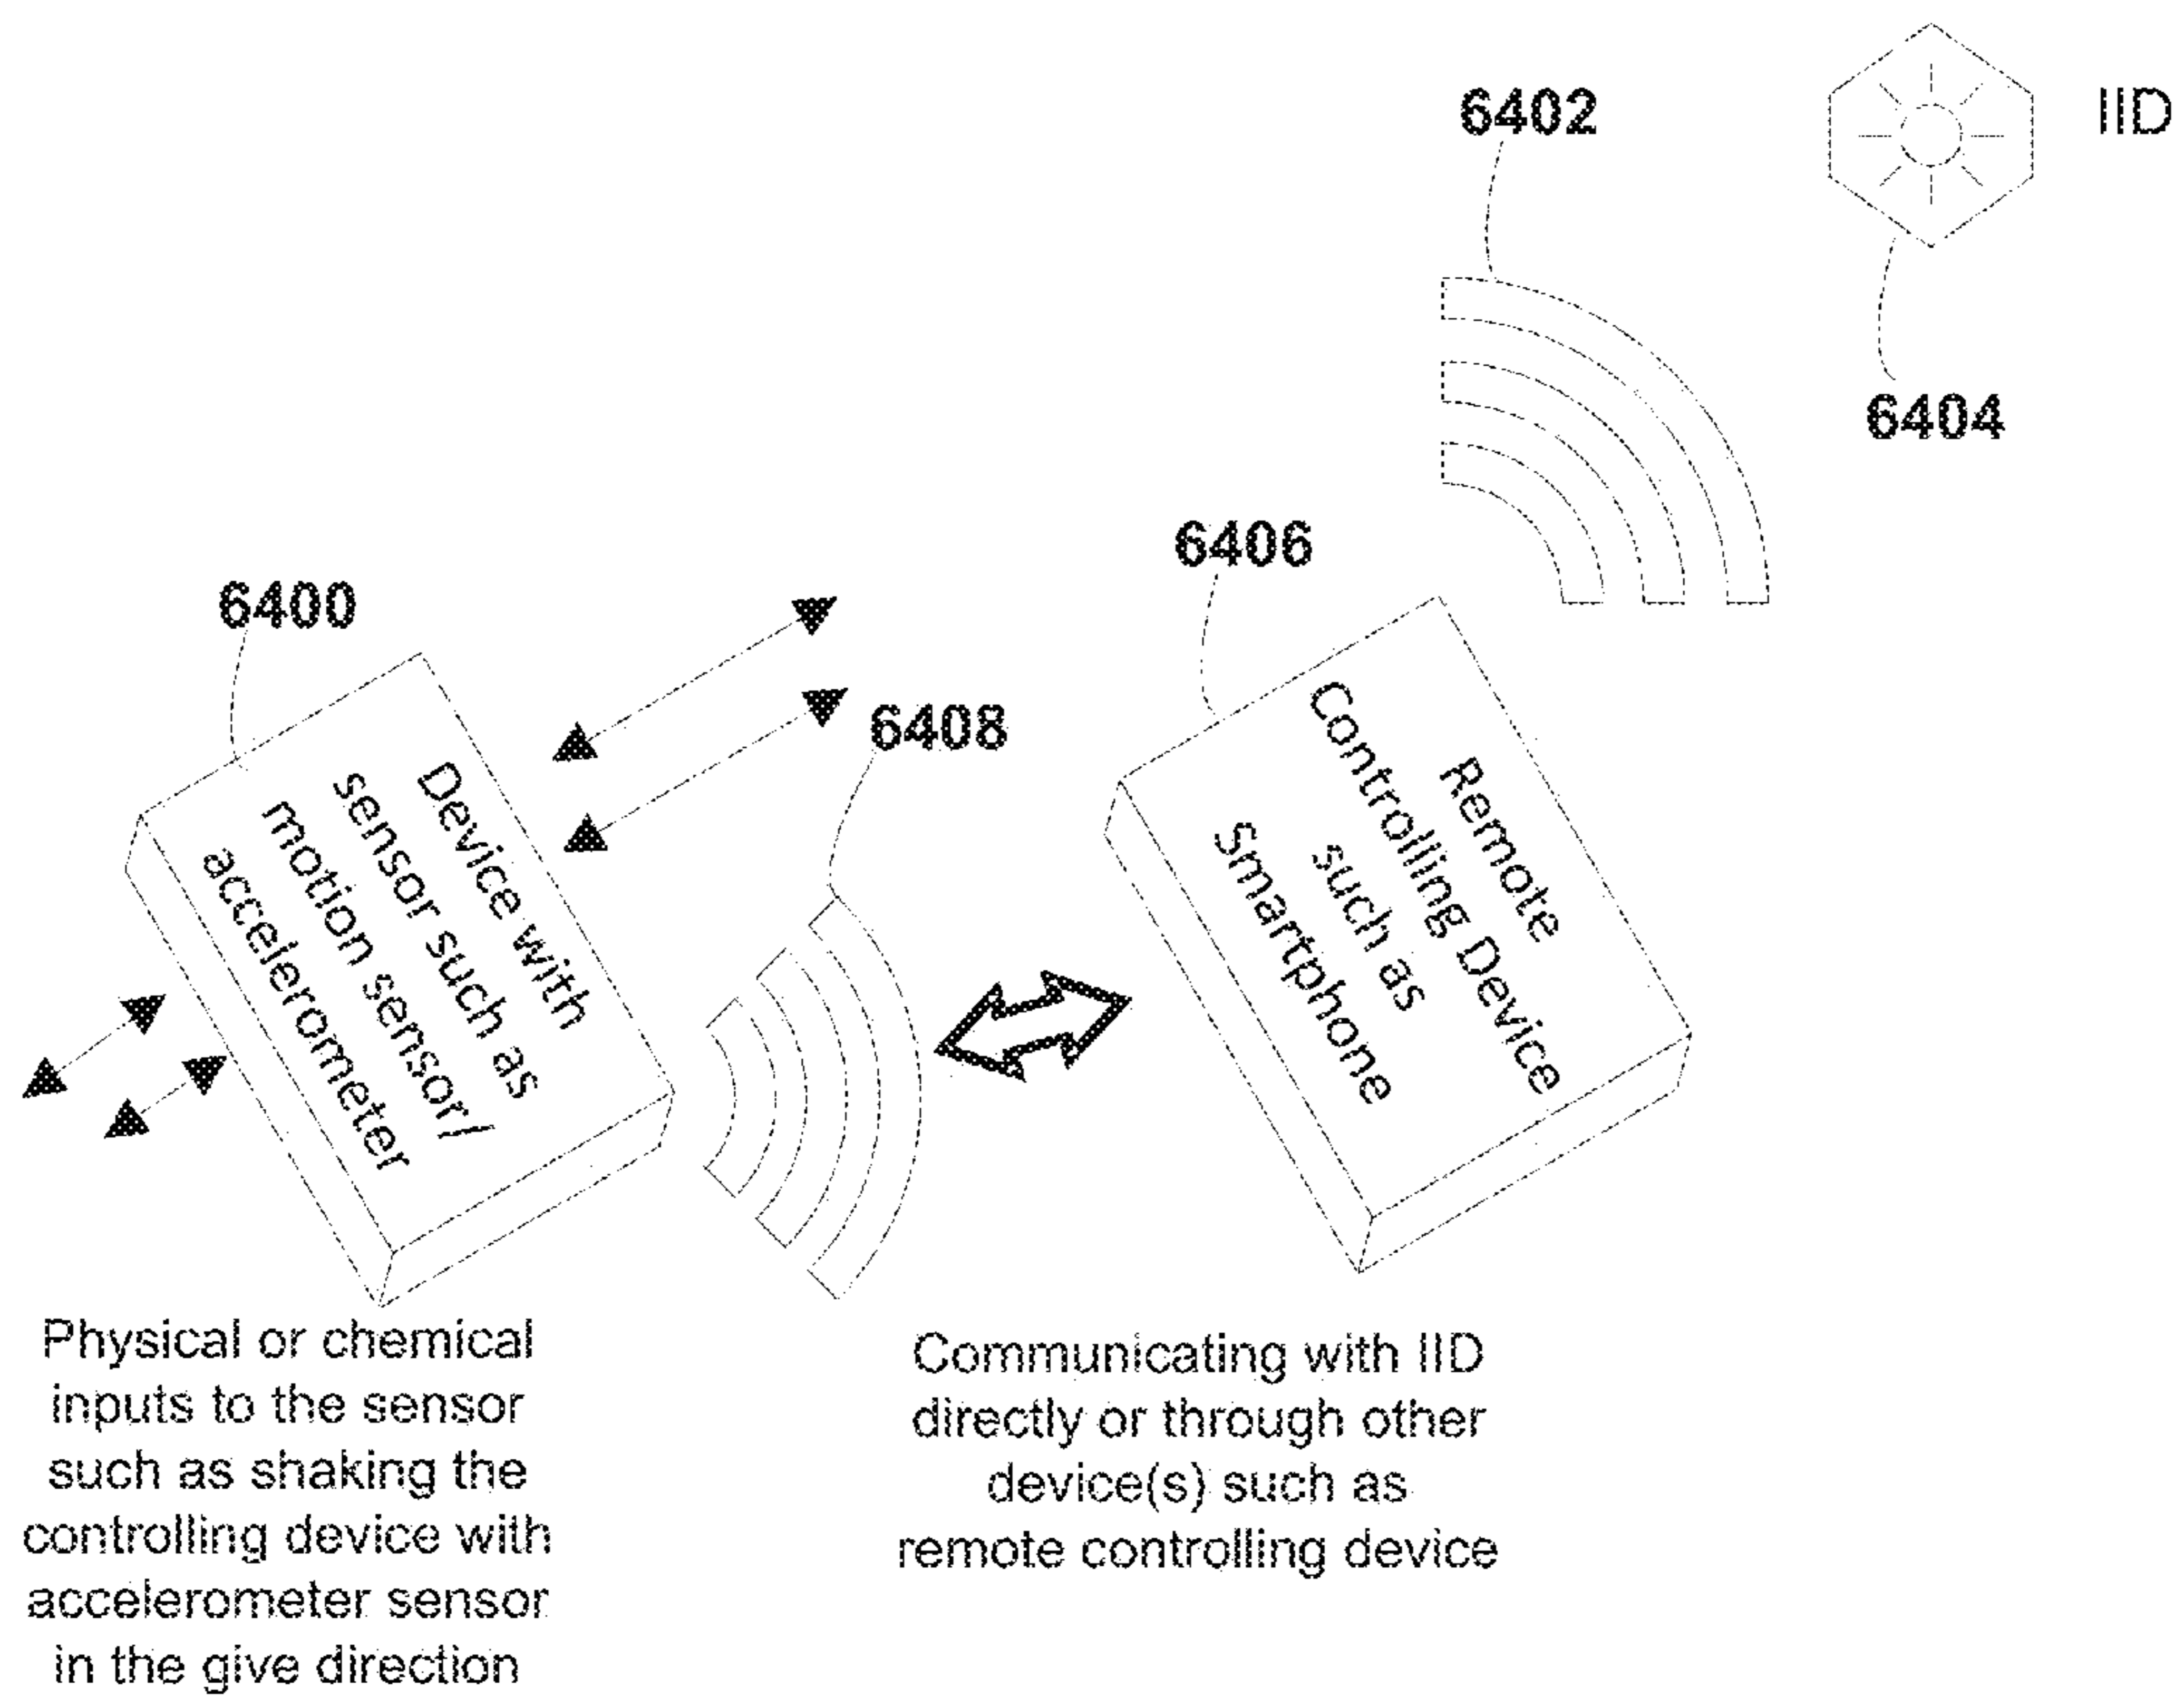 6402
IID
6404
6406
6400
6408
Device with
sensor such as
motion sensor/
accelerometer
Remote
Controlling Device
such as
Smartphone
Physical or chemical
inputs to the sensor
such as shaking the
controlling device with
accelerometer sensor
in the give direction
Communicating with IID
directly or through other
device(s) such as
remote controlling device